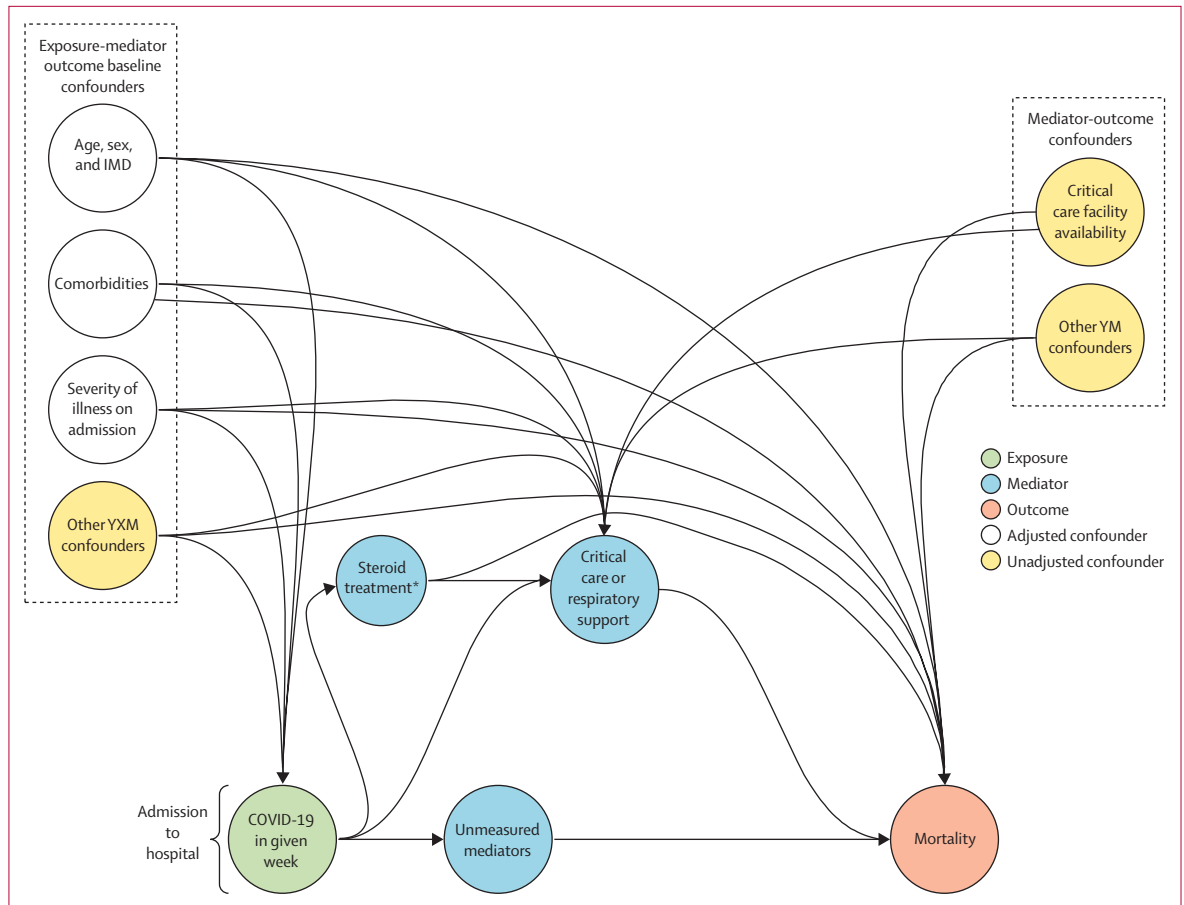 Exposure-mediator
outcome baseline
confounders
Age, sex,
and IMD
Comorbidities
Severity of
illness on
admission
Other YXM
confounders
Mediator-outcome
confounders
Critical
care facility
availability
Other YM
confounders
Exposure
Mediator
Outcome
Adjusted confounder
Unadjusted confounder
Steroid
treatment*
Critical
care or
respiratory
support
Admission
to
hospital
COVID-19
in given
week
Unmeasured
mediators
Mortality